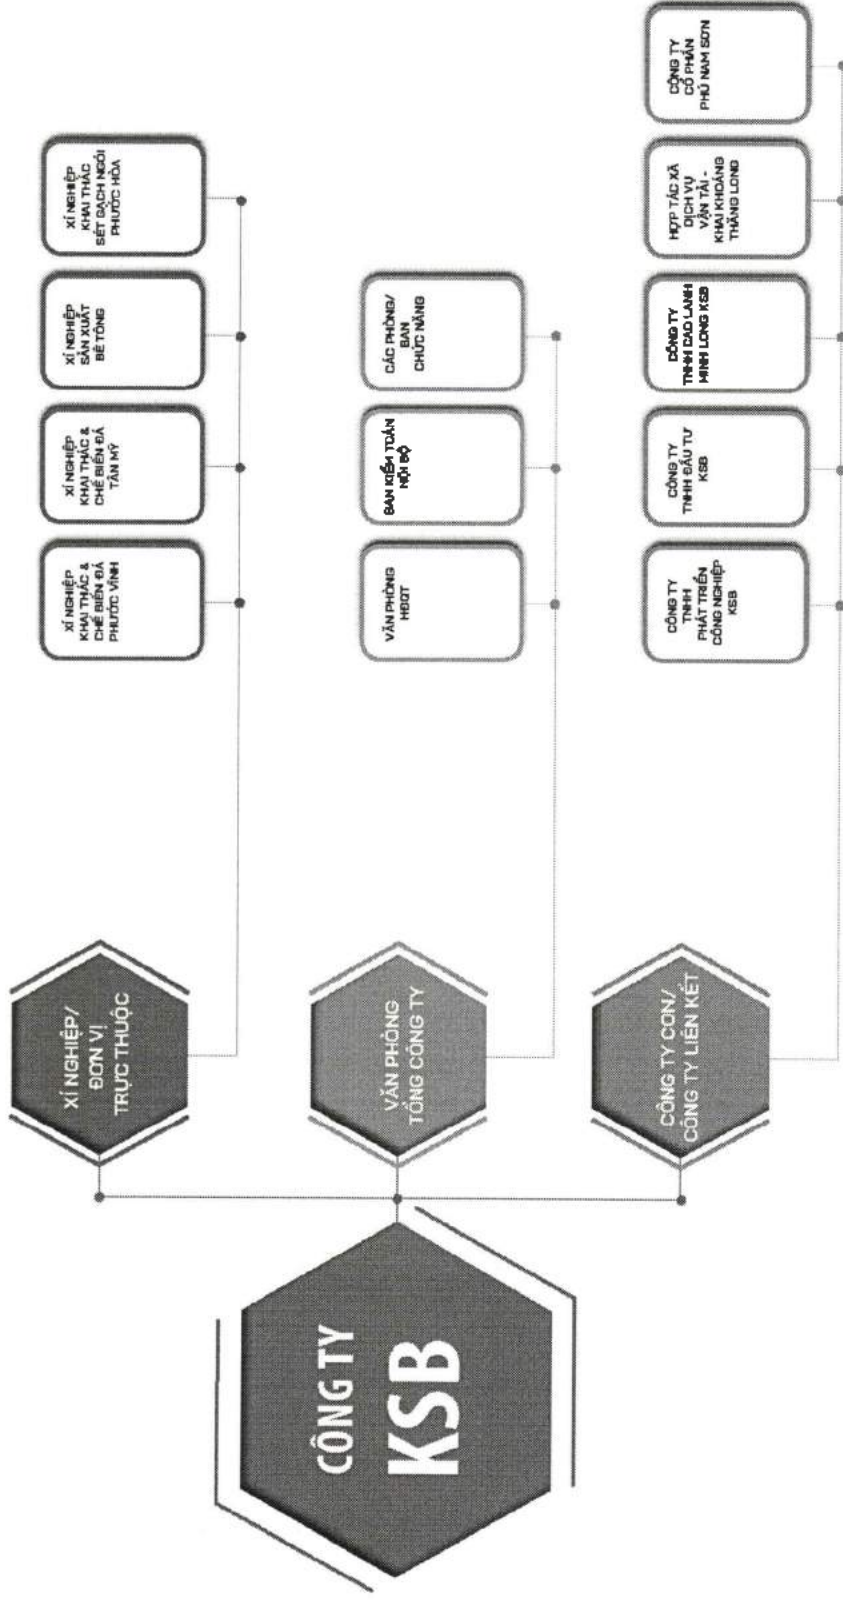 CÔNG TY
KSB
XÍ NGHIỆP/
ĐƠN VỊ
TRỰC THUỘC
XÍ NGHIỆP
KHAI THÁC &
CHẾ BIẾN ĐÁ
PHƯỚC VĨNH
XÍ NGHIỆP
KHAI THÁC &
CHẾ BIẾN ĐÁ
TÂN MỸ
XÍ NGHIỆP
SẢN XUẤT
BÊ TÔNG
XÍ NGHIỆP
KHAI THÁC
SÉT GẠCH NGÓI
PHƯỚC HÒA
VĂN PHÒNG
TỔNG CÔNG TY
VĂN PHÒNG
HĐQT
BAN KIỂM TOÁN
NỘI BỘ
CÁC PHÒNG/
BAN
CHỨC NĂNG
CÔNG TY CON/
CÔNG TY LIÊN KẾT
CÔNG TY
TNHH
PHÁT TRIỂN
CÔNG NGHIỆP
KSB
CÔNG TY
TNHH ĐẦU TƯ
KSB
CÔNG TY
TNHH CAO LANH
MINH LONG KSB
HỢP TÁC XÃ
DỊCH VỤ
VẬN TẢI -
KHAI KHOÁNG
THĂNG LONG
CÔNG TY
CỔ PHẦN
PHÚ NAM SƠN